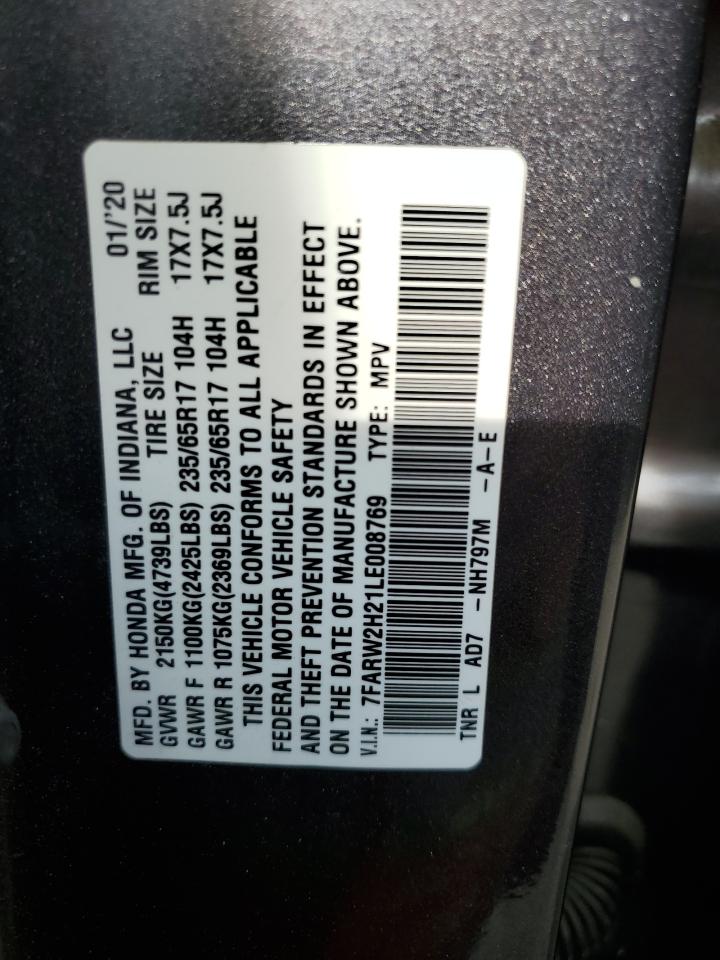 MFD. BY HONDA MFG. OF INDIANA, LLC 01/'20
GVWR 2150KG(4739LBS) TIRE SIZE RIM SIZE
GAWR F 1100KG(2425LBS) 235/65R17 104H 17X7.5J
GAWR R 1075KG(2369LBS) 235/65R17 104H 17X7.5J
THIS VEHICLE CONFORMS TO ALL APPLICABLE
FEDERAL MOTOR VEHICLE SAFETY
AND THEFT PREVENTION STANDARDS IN EFFECT
ON THE DATE OF MANUFACTURE SHOWN ABOVE.
V.I.N.: 7FARW2H21LE008769 TYPE: MPV
TNR L AD7 -NH797M -A-E